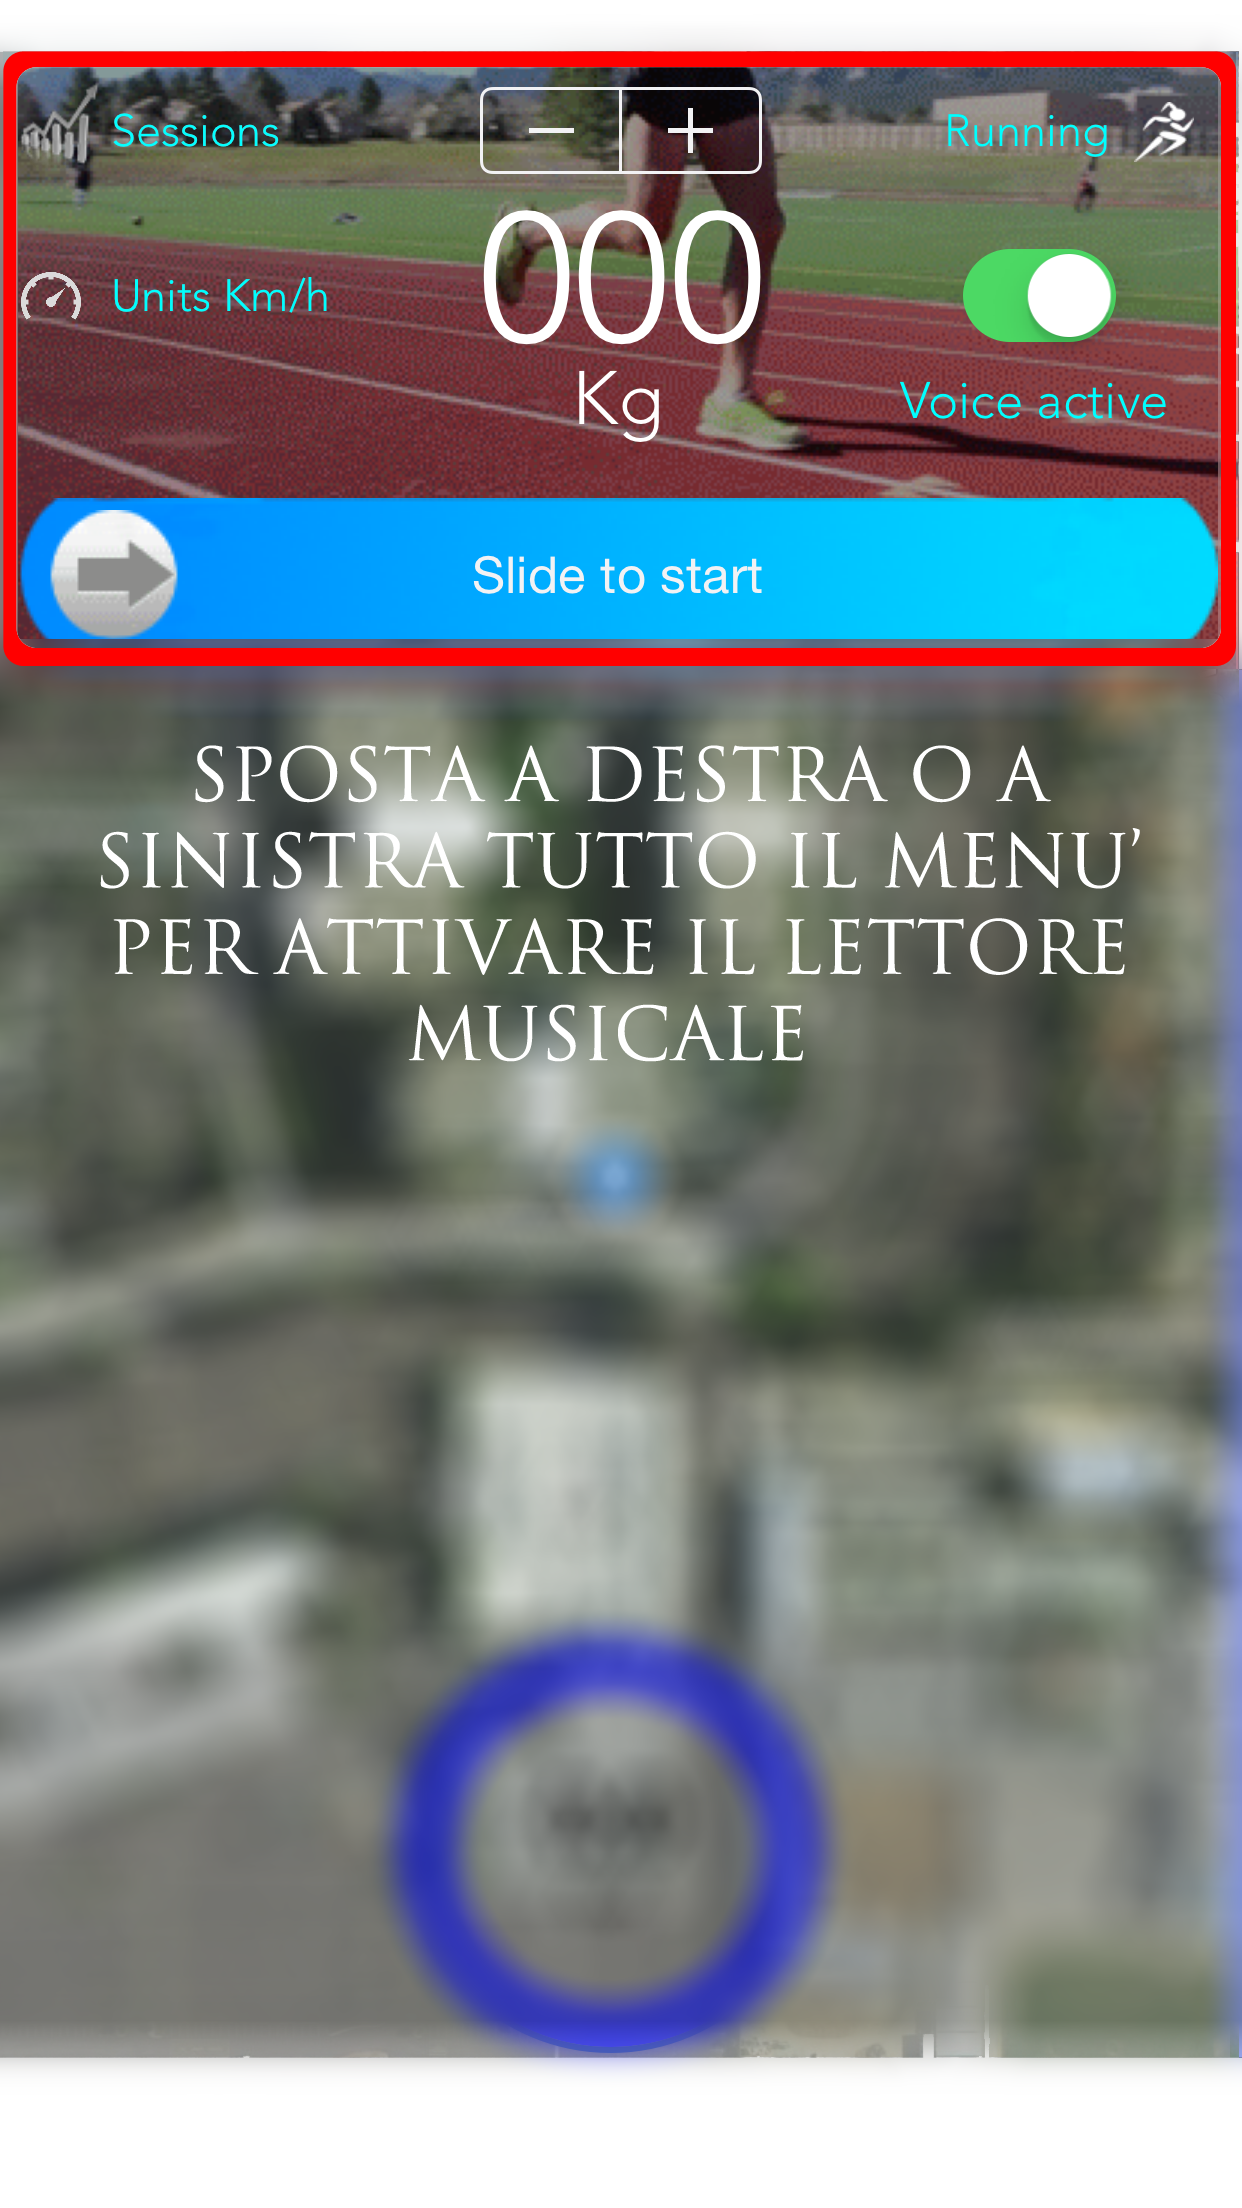 Sessions
Running
Units Km/h
000
Kg
Voice active
Slide to start
SPOSTA A DESTRA O A
SINISTRA TUTTO IL MENU’
PER ATTIVARE IL LETTORE
MUSICALE